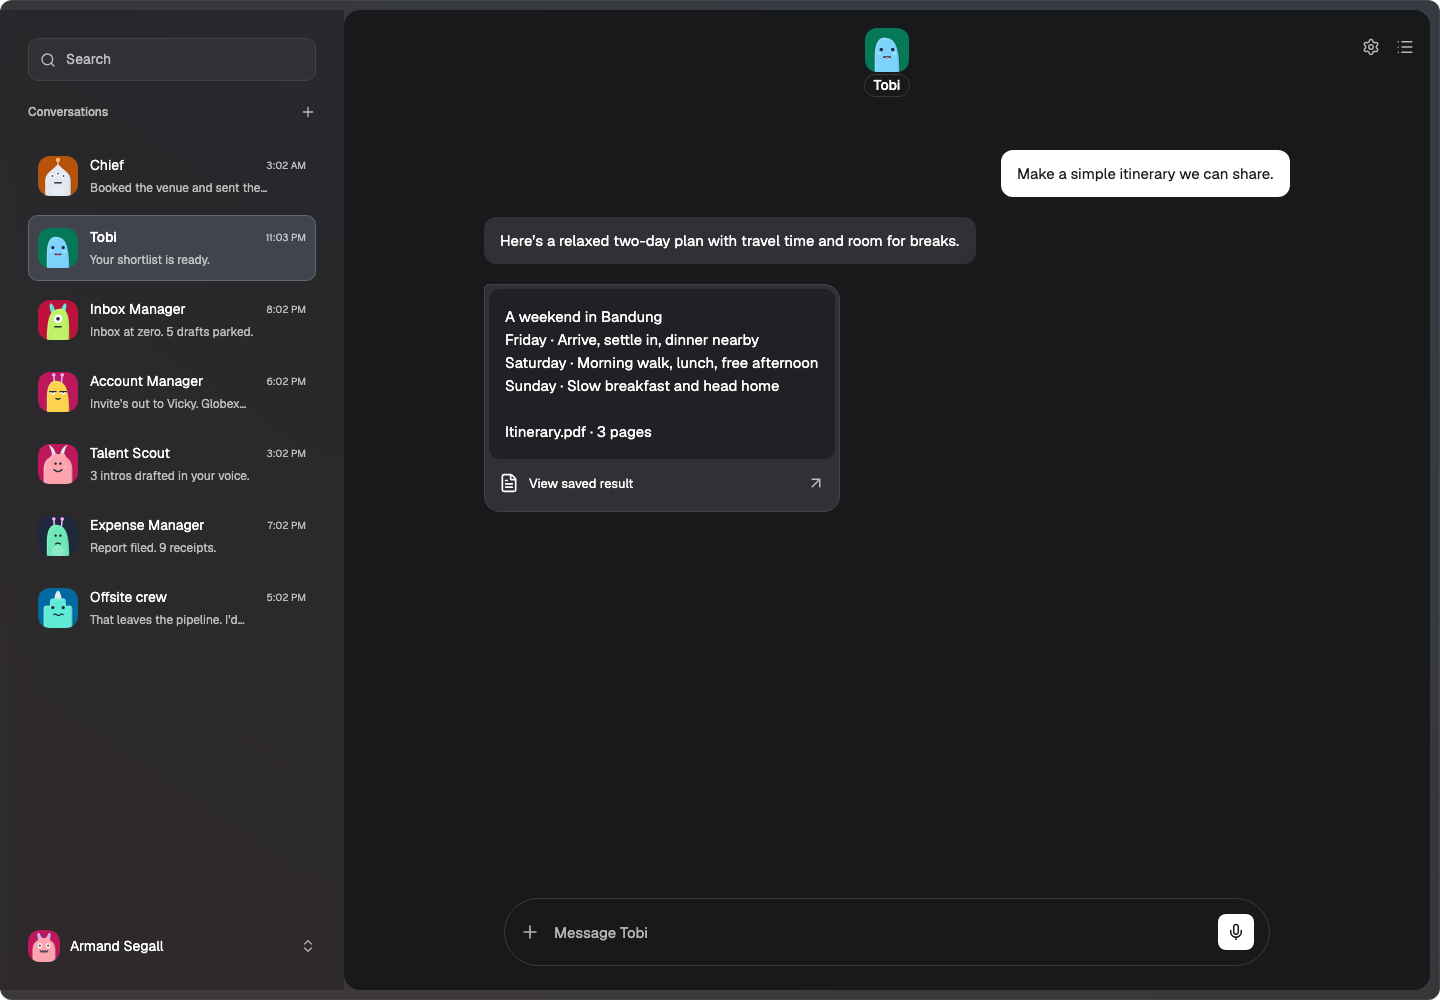 Search
Conversations
Chief
3:02 AM
Booked the venue and sent the...
Tobi
11:03 PM
Your shortlist is ready.
Inbox Manager
8:02 PM
Inbox at zero. 5 drafts parked.
Account Manager
6:02 PM
Invite's out to Vicky. Globex...
Talent Scout
3:02 PM
3 intros drafted in your voice.
Expense Manager
7:02 PM
Report filed. 9 receipts.
Offsite crew
5:02 PM
That leaves the pipeline. I'd...
Armand Segall
Tobi
Make a simple itinerary we can share.
Here’s a relaxed two-day plan with travel time and room for breaks.
A weekend in Bandung
Friday · Arrive, settle in, dinner nearby
Saturday · Morning walk, lunch, free afternoon
Sunday · Slow breakfast and head home
Itinerary.pdf · 3 pages
View saved result
Message Tobi